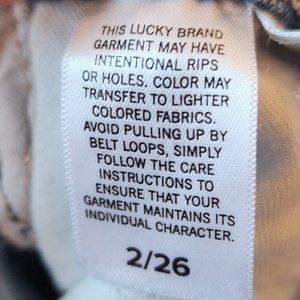 THIS LUCKY BRAND
GARMENT MAY HAVE
INTENTIONAL RIPS
OR HOLES. COLOR MAY
TRANSFER TO LIGHTER
COLORED FABRICS.
AVOID PULLING UP BY
BELT LOOPS, SIMPLY
FOLLOW THE CARE
INSTRUCTIONS TO
ENSURE THAT YOUR
GARMENT MAINTAINS ITS
INDIVIDUAL CHARACTER.
2/26